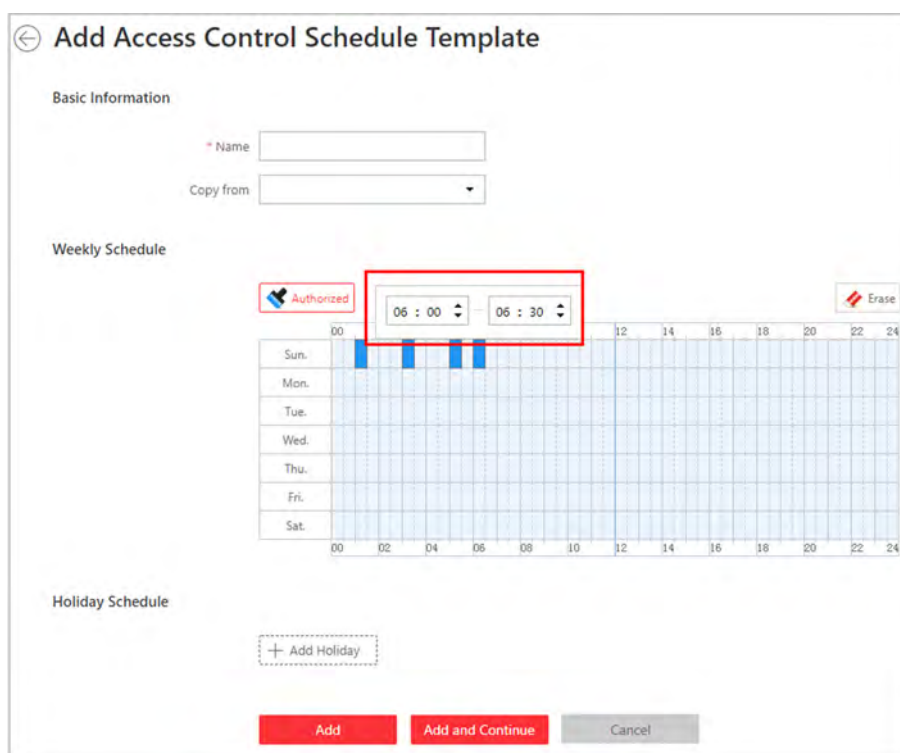 Add Access Control Schedule Template
Basic Information
* Name
Copy from
Weekly Schedule
Authorized
06 : 00 - 06 : 30
Erase
00 12 14 16 18 20 22 24
Sun.
Mon.
Tue.
Wed.
Thu.
Fri.
Sat.
00 02 04 06 08 10 12 14 16 18 20 22 24
Holiday Schedule
+ Add Holiday
Add Add and Continue Cancel